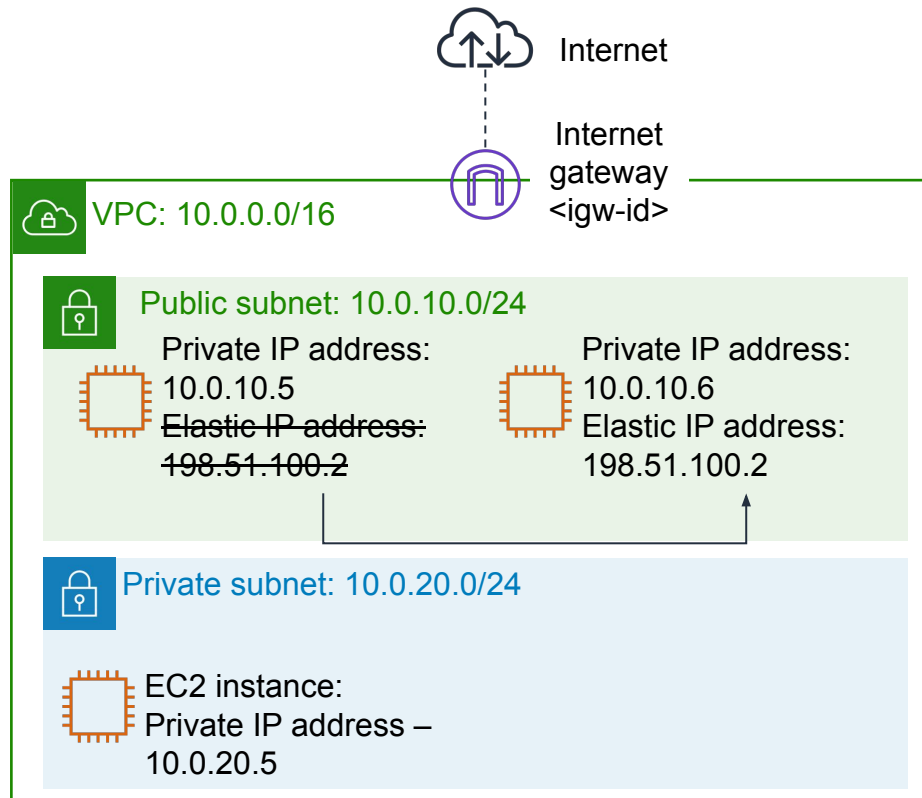 Internet
Internet
gateway
<igw-id>
VPC: 10.0.0.0/16
Public subnet: 10.0.10.0/24
Private IP address:
10.0.10.5
Elastic IP address:
198.51.100.2
Private IP address:
10.0.10.6
Elastic IP address:
198.51.100.2
Private subnet: 10.0.20.0/24
EC2 instance:
Private IP address –
10.0.20.5